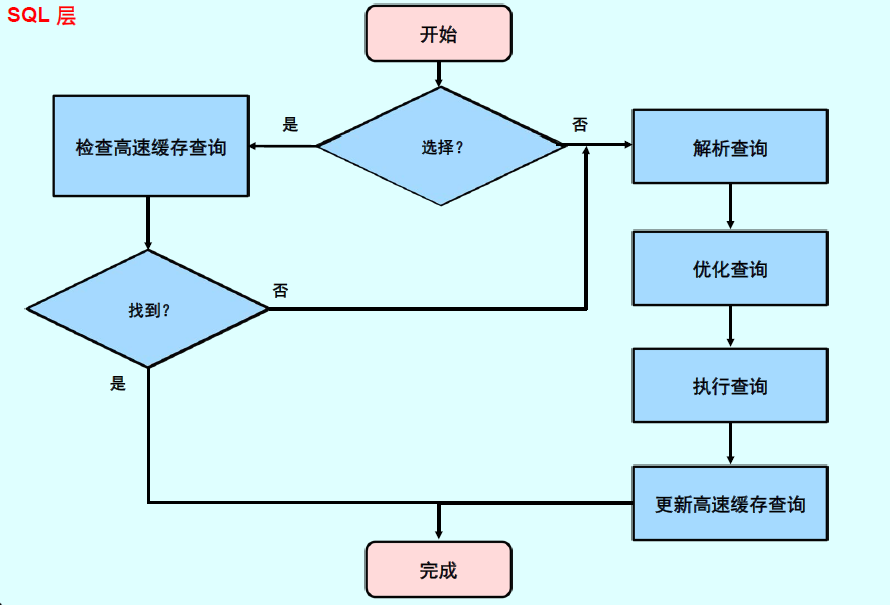 SQL 层
开始
选择?
是
否
检查高速缓存查询
解析查询
优化查询
找到?
否
是
执行查询
更新高速缓存查询
完成